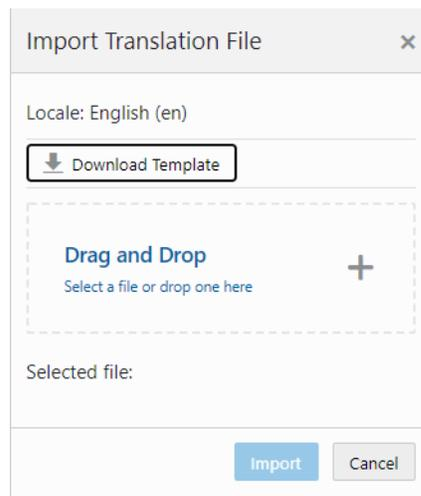 Import Translation File
Locale: English (en)
Download Template
Drag and Drop
Select a file or drop one here
Selected file:
Import Cancel